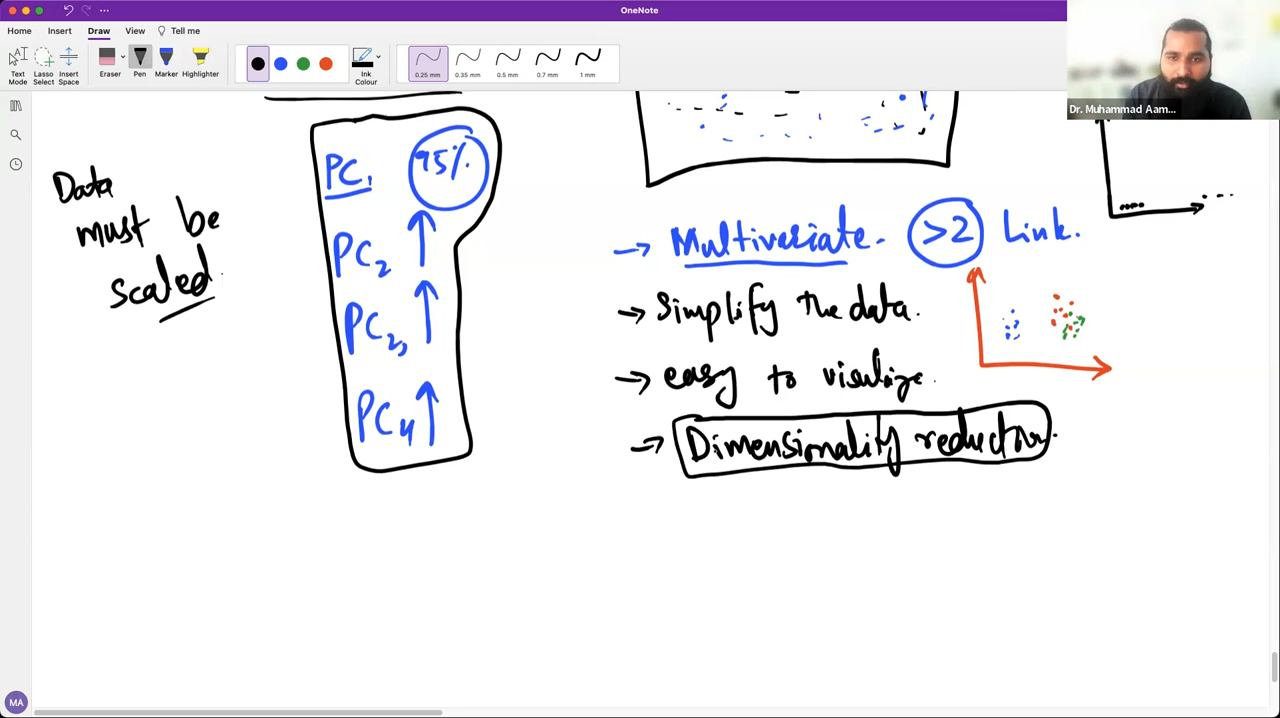 OneNote
Home Insert Draw View Tell me
Text Mode
Lasso Select
Insert Space
Eraser
Pen
Marker
Highlighter
Ink Colour
0.25 mm
0.35 mm
0.5 mm
0.7 mm
1 mm
Dr. Muhammad Aam...
Data
must be
scaled
PC1 95%
PC2
PC3
PC4
→ Multivariate. >2 Link.
→ Simplify the data.
→ easy to visualize.
→ Dimensionality reduction.
MA